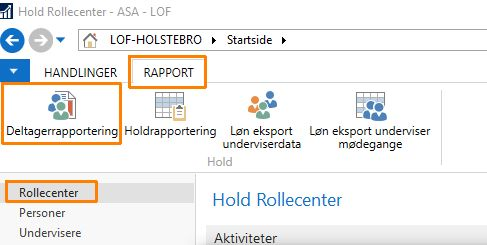 Hold Rollecenter - ASA - LOF
LOF-HOLSTEBRO Startside
HANDLINGER RAPPORT
Deltagerrapportering Holdrapportering Løn eksport underviserdata Løn eksport underviser mødegange
Hold
Rollecenter
Personer
Undervisere
Hold Rollecenter
Aktiviteter